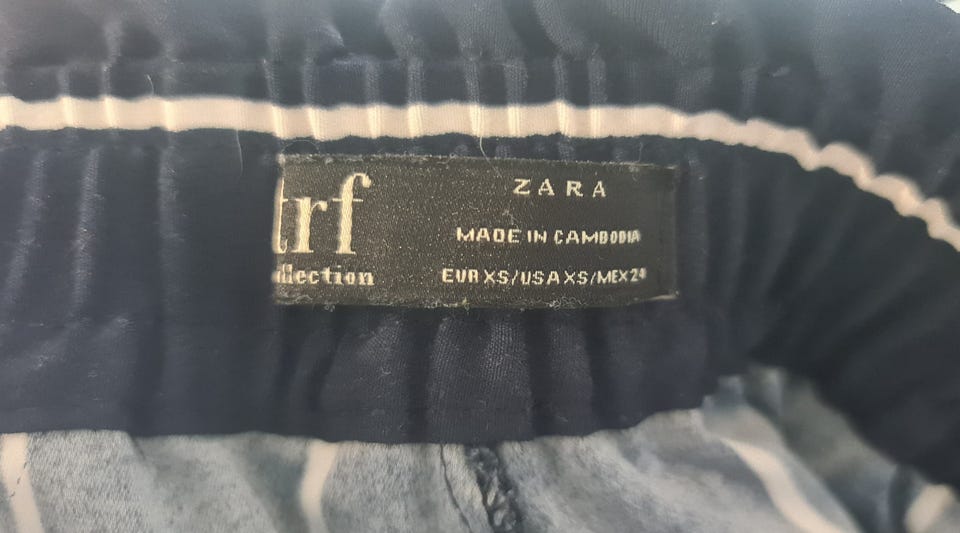 trf
collection
ZARA
MADE IN CAMBODIA
EUR XS/USA XS/MEX 24